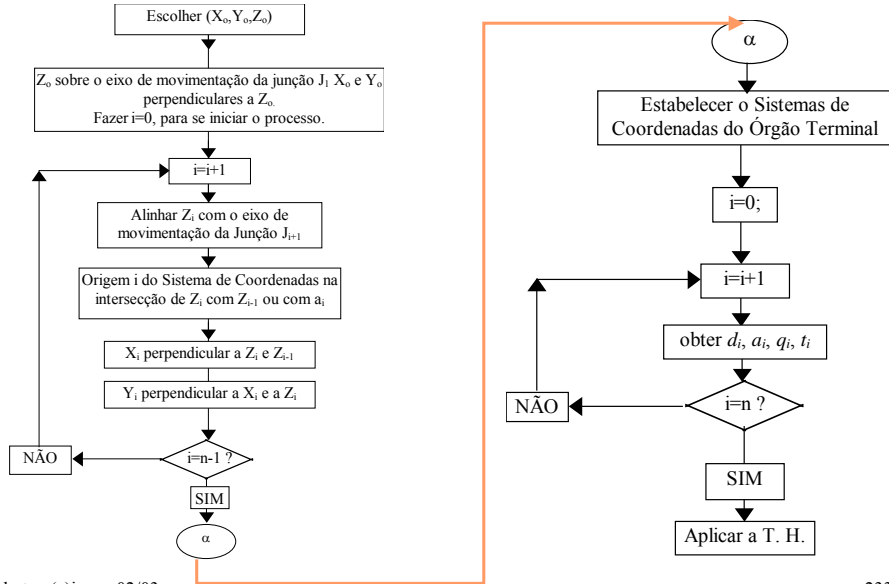 Escolher (Xₒ,Yₒ,Zₒ)
Zₒ sobre o eixo de movimentação da junção J₁ Xₒ e Yₒ
perpendiculares a Zₒ.
Fazer i=0, para se iniciar o processo.
i=i+1
Alinhar Zᵢ com o eixo de
movimentação da Junção Jᵢ₊₁
Origem i do Sistema de Coordenadas na
intersecção de Zᵢ com Zᵢ₋₁ ou com aᵢ
Xᵢ perpendicular a Zᵢ e Zᵢ₋₁
Yᵢ perpendicular a Xᵢ e a Zᵢ
NÃO
i=n-1 ?
SIM
α
α
Estabelecer o Sistemas de
Coordenadas do Órgão Terminal
i=0;
i=i+1
obter dᵢ, aᵢ, qᵢ, tᵢ
NÃO
i=n ?
SIM
Aplicar a T. H.